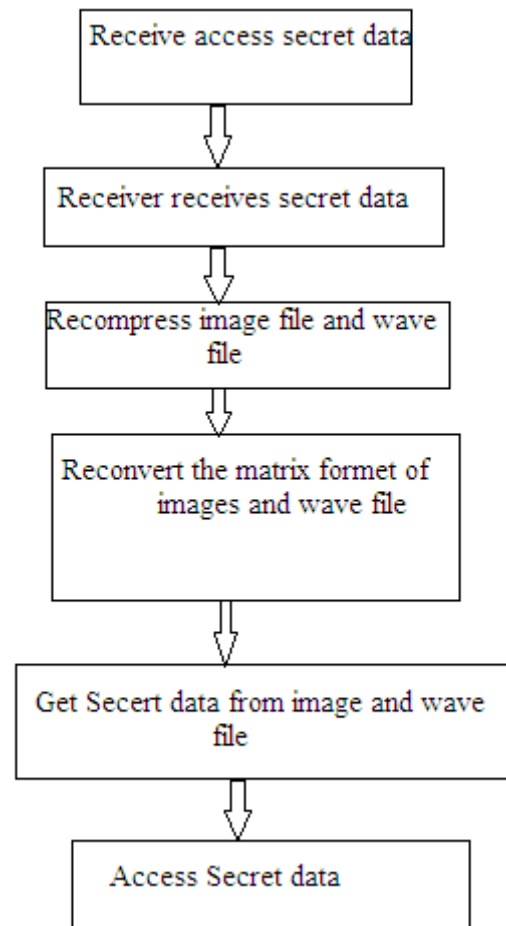 Receive access secret data
Receiver receives secret data
Recompress image file and wave
file
Reconvert the matrix formet of
images and wave file
Get Secert data from image and wave
file
Access Secret data